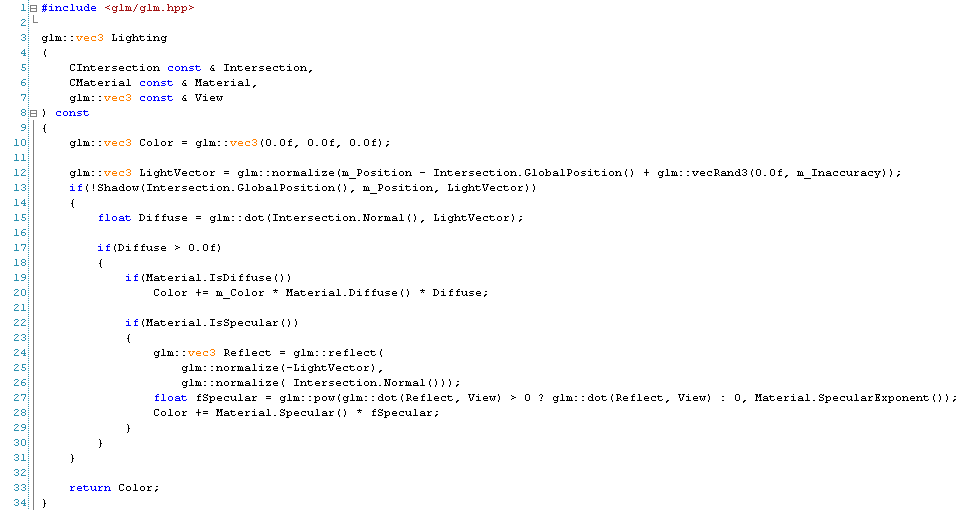 1 #include <glm/glm.hpp>
2
3 glm::vec3 Lighting
4 (
5     CIntersection const & Intersection,
6     CMaterial const & Material,
7     glm::vec3 const & View
8 ) const
9 {
10     glm::vec3 Color = glm::vec3(0.0f, 0.0f, 0.0f);
11
12     glm::vec3 LightVector = glm::normalize(m_Position - Intersection.GlobalPosition() + glm::vecRand3(0.0f, m_Inaccuracy));
13     if(!Shadow(Intersection.GlobalPosition(), m_Position, LightVector))
14     {
15         float Diffuse = glm::dot(Intersection.Normal(), LightVector);
16
17         if(Diffuse > 0.0f)
18         {
19             if(Material.IsDiffuse())
20                 Color += m_Color * Material.Diffuse() * Diffuse;
21
22             if(Material.IsSpecular())
23             {
24                 glm::vec3 Reflect = glm::reflect(
25                     glm::normalize(-LightVector),
26                     glm::normalize( Intersection.Normal()));
27                 float fSpecular = glm::pow(glm::dot(Reflect, View) > 0 ? glm::dot(Reflect, View) : 0, Material.SpecularExponent());
28                 Color += Material.Specular() * fSpecular;
29             }
30         }
31     }
32
33     return Color;
34 }